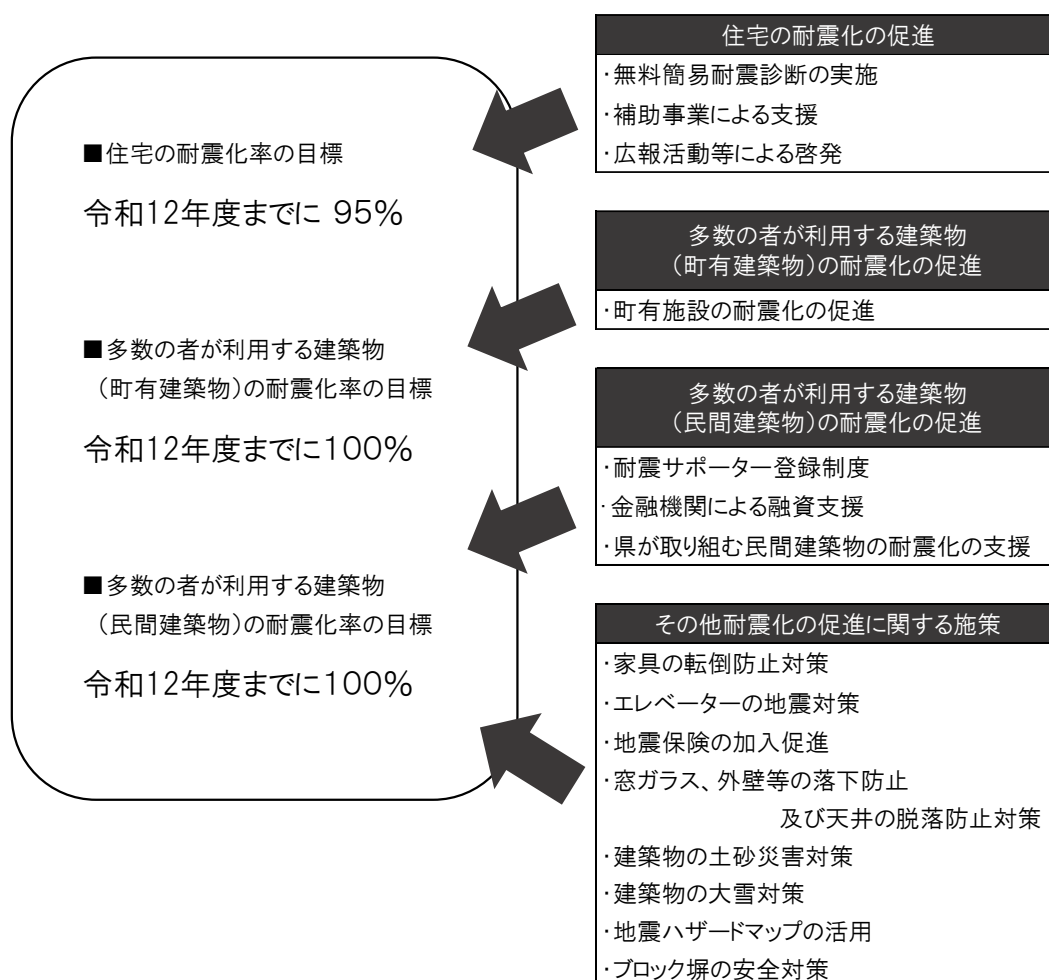 ■住宅の耐震化率の目標
令和12年度までに 95%
■多数の者が利用する建築物
（町有建築物）の耐震化率の目標
令和12年度までに100%
■多数の者が利用する建築物
（民間建築物）の耐震化率の目標
令和12年度までに100%
住宅の耐震化の促進
・無料簡易耐震診断の実施
・補助事業による支援
・広報活動等による啓発
多数の者が利用する建築物
（町有建築物）の耐震化の促進
・町有施設の耐震化の促進
多数の者が利用する建築物
（民間建築物）の耐震化の促進
・耐震サポーター登録制度
・金融機関による融資支援
・県が取り組む民間建築物の耐震化の支援
その他耐震化の促進に関する施策
・家具の転倒防止対策
・エレベーターの地震対策
・地震保険の加入促進
・窓ガラス、外壁等の落下防止
及び天井の脱落防止対策
・建築物の土砂災害対策
・建築物の大雪対策
・地震ハザードマップの活用
・ブロック塀の安全対策